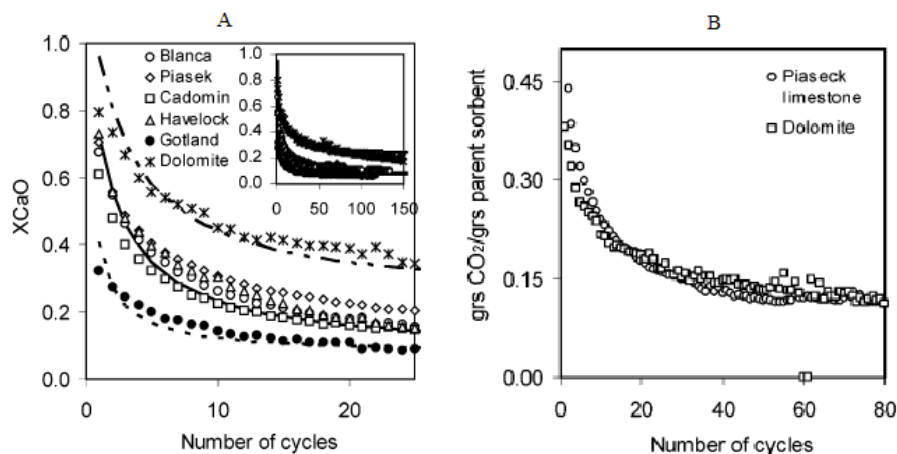 A
XCaO
1.0
0.8
0.6
0.4
0.2
0.0
0
10
20
Number of cycles
Blanca
Piasek
Cadomin
Havelock
Gotland
Dolomite
1.0
0.8
0.6
0.4
0.2
0.0
0
50
100
150
B
grs CO2/grs parent sorbent
0.45
0.30
0.15
0.00
0
20
40
60
80
Number of cycles
Piaseck
limestone
Dolomite